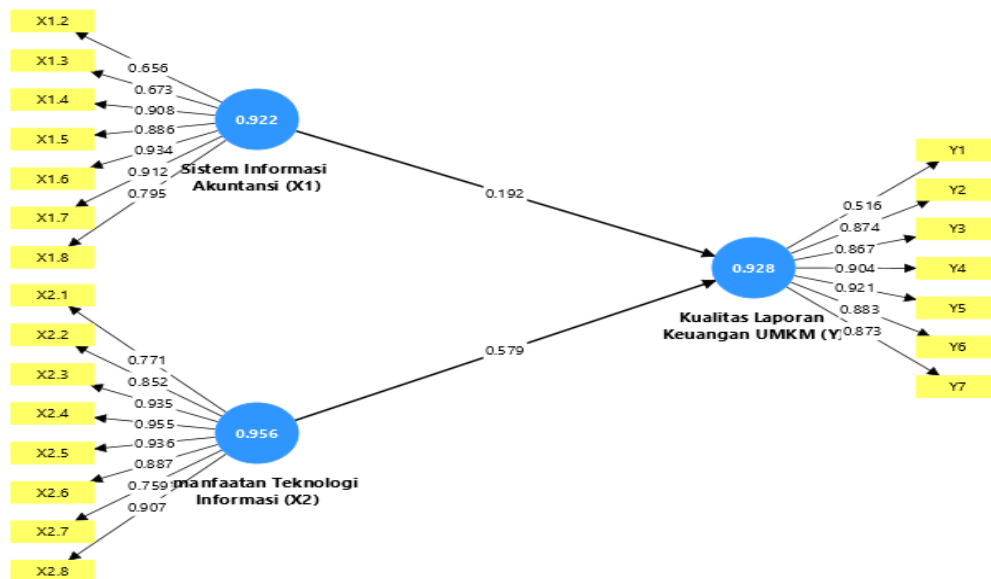 X1.2
X1.3
X1.4
X1.5
X1.6
X1.7
X1.8
0.656
0.673
0.908
0.886
0.934
0.912
0.795
0.922
Sistem Informasi
Akuntansi (X1)
0.192
X2.1
X2.2
X2.3
X2.4
X2.5
X2.6
X2.7
X2.8
0.771
0.852
0.935
0.955
0.936
0.887
0.759
0.907
0.956
manfaatan Teknologi
Informasi (X2)
0.579
0.928
Kualitas Laporan
Keuangan UMKM (Y
0.516
0.874
0.867
0.904
0.921
0.883
0.873
Y1
Y2
Y3
Y4
Y5
Y6
Y7